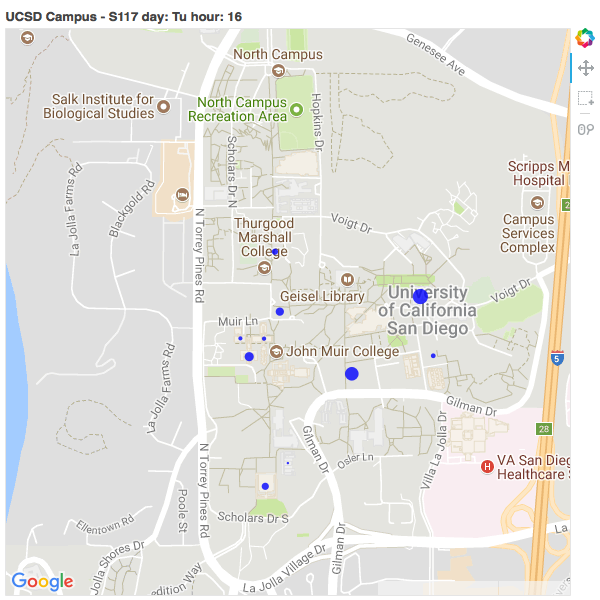 UCSD Campus - S117 day: Tu hour: 16
Genesee Ave
North Campus
Salk Institute for
Biological Studies
North Campus
Recreation Area
Hopkins Dr
Scholars Dr N
Scripps M
Hospital
La Jolla Farms Rd
Blackgold Rd
N Torrey Pines Rd
Thurgood
Marshall
College
Voigt Dr
Campus
Services
Complex
2
Geisel Library
University
of California
San Diego
Voigt Dr
Muir Ln
John Muir College
5
La Jolla Farms Rd
Gilman Dr
28
N Torrey Pines Rd
Gilman Dr
Osler Ln
Villa La Jolla Dr
H
VA San Dieg
Healthcare
Poole St
Ellentown Rd
Scholars Dr S
La
Jolla Shores Dr
Gilman Dr
La Jolla Village Dr
edition Way
Google